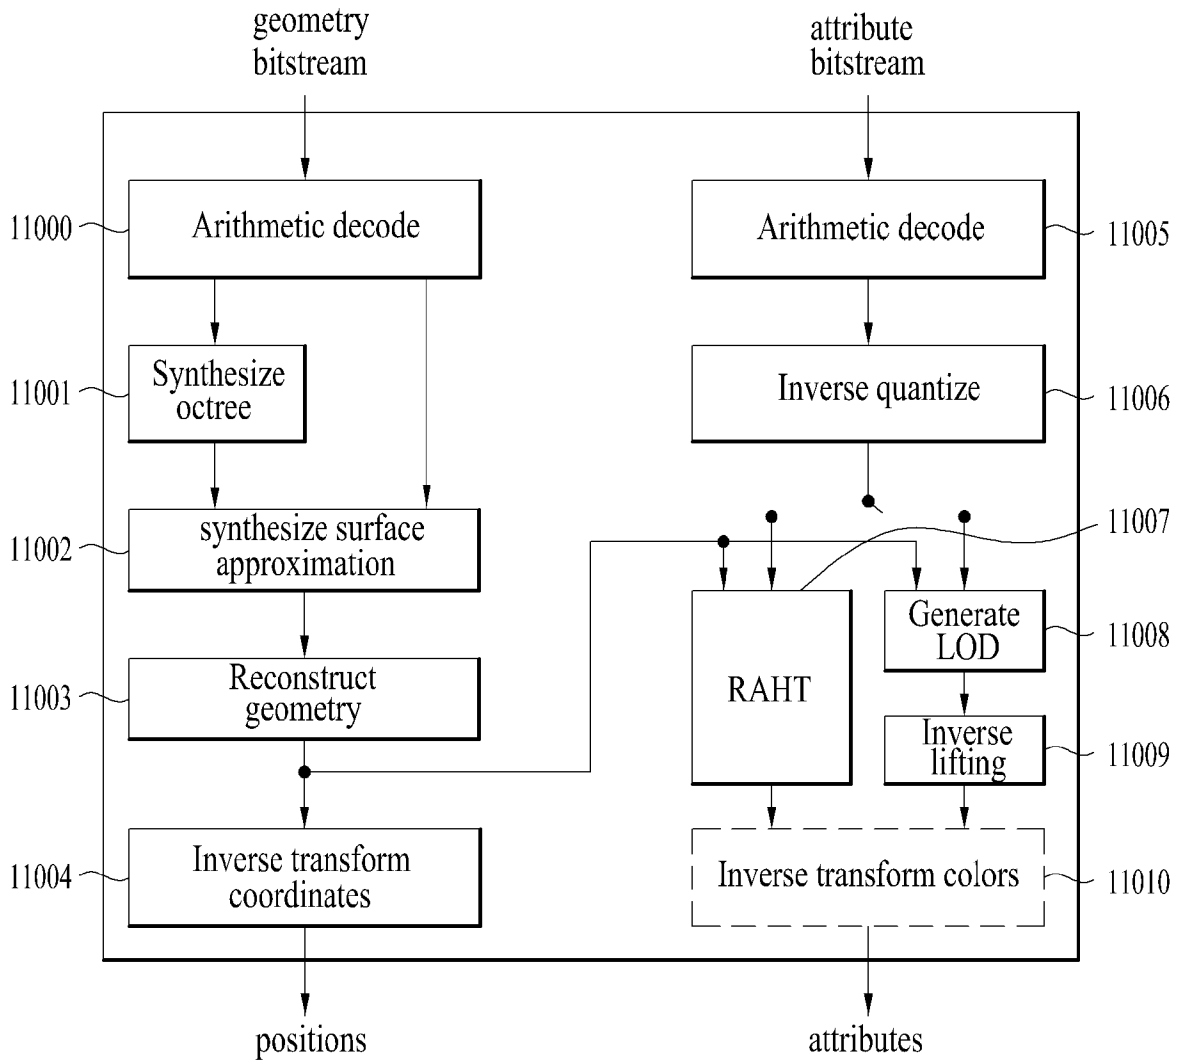 geometry
bitstream
attribute
bitstream
11000
Arithmetic decode
Arithmetic decode
11005
11001
Synthesize
octree
Inverse quantize
11006
11002
synthesize surface
approximation
11007
11003
Reconstruct
geometry
RAHT
Generate
LOD
11008
Inverse
lifting
11009
11004
Inverse transform
coordinates
Inverse transform colors
11010
positions
attributes